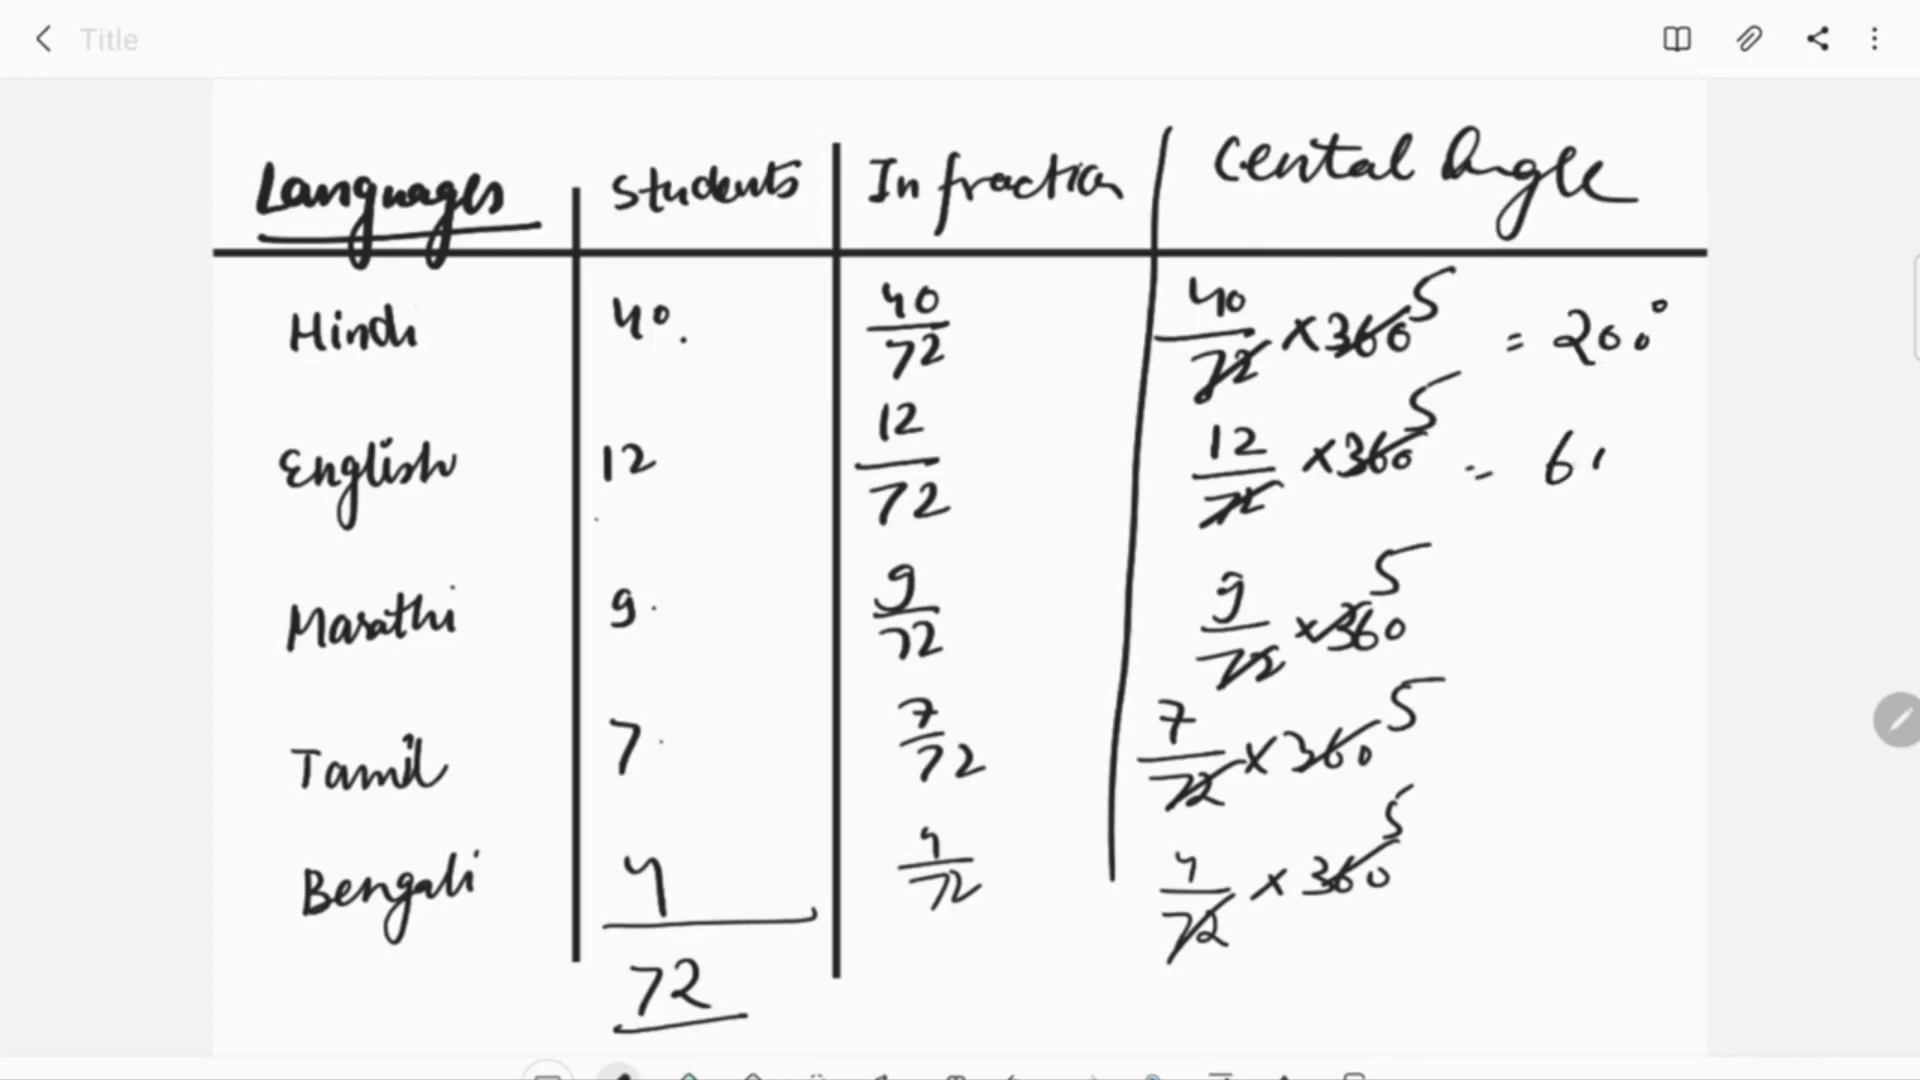 Title
Languages Students In fraction Cental Angle
Hindi 40. 40/72 40/72 × 360 5 = 200°
English 12 12/72 12/72 × 360 5 = 6
Marathi 9. 9/72 9/72 × 360 5
Tamil 7. 7/72 7/72 × 360 5
Bengali 4 4/72 4/72 × 360 5
72